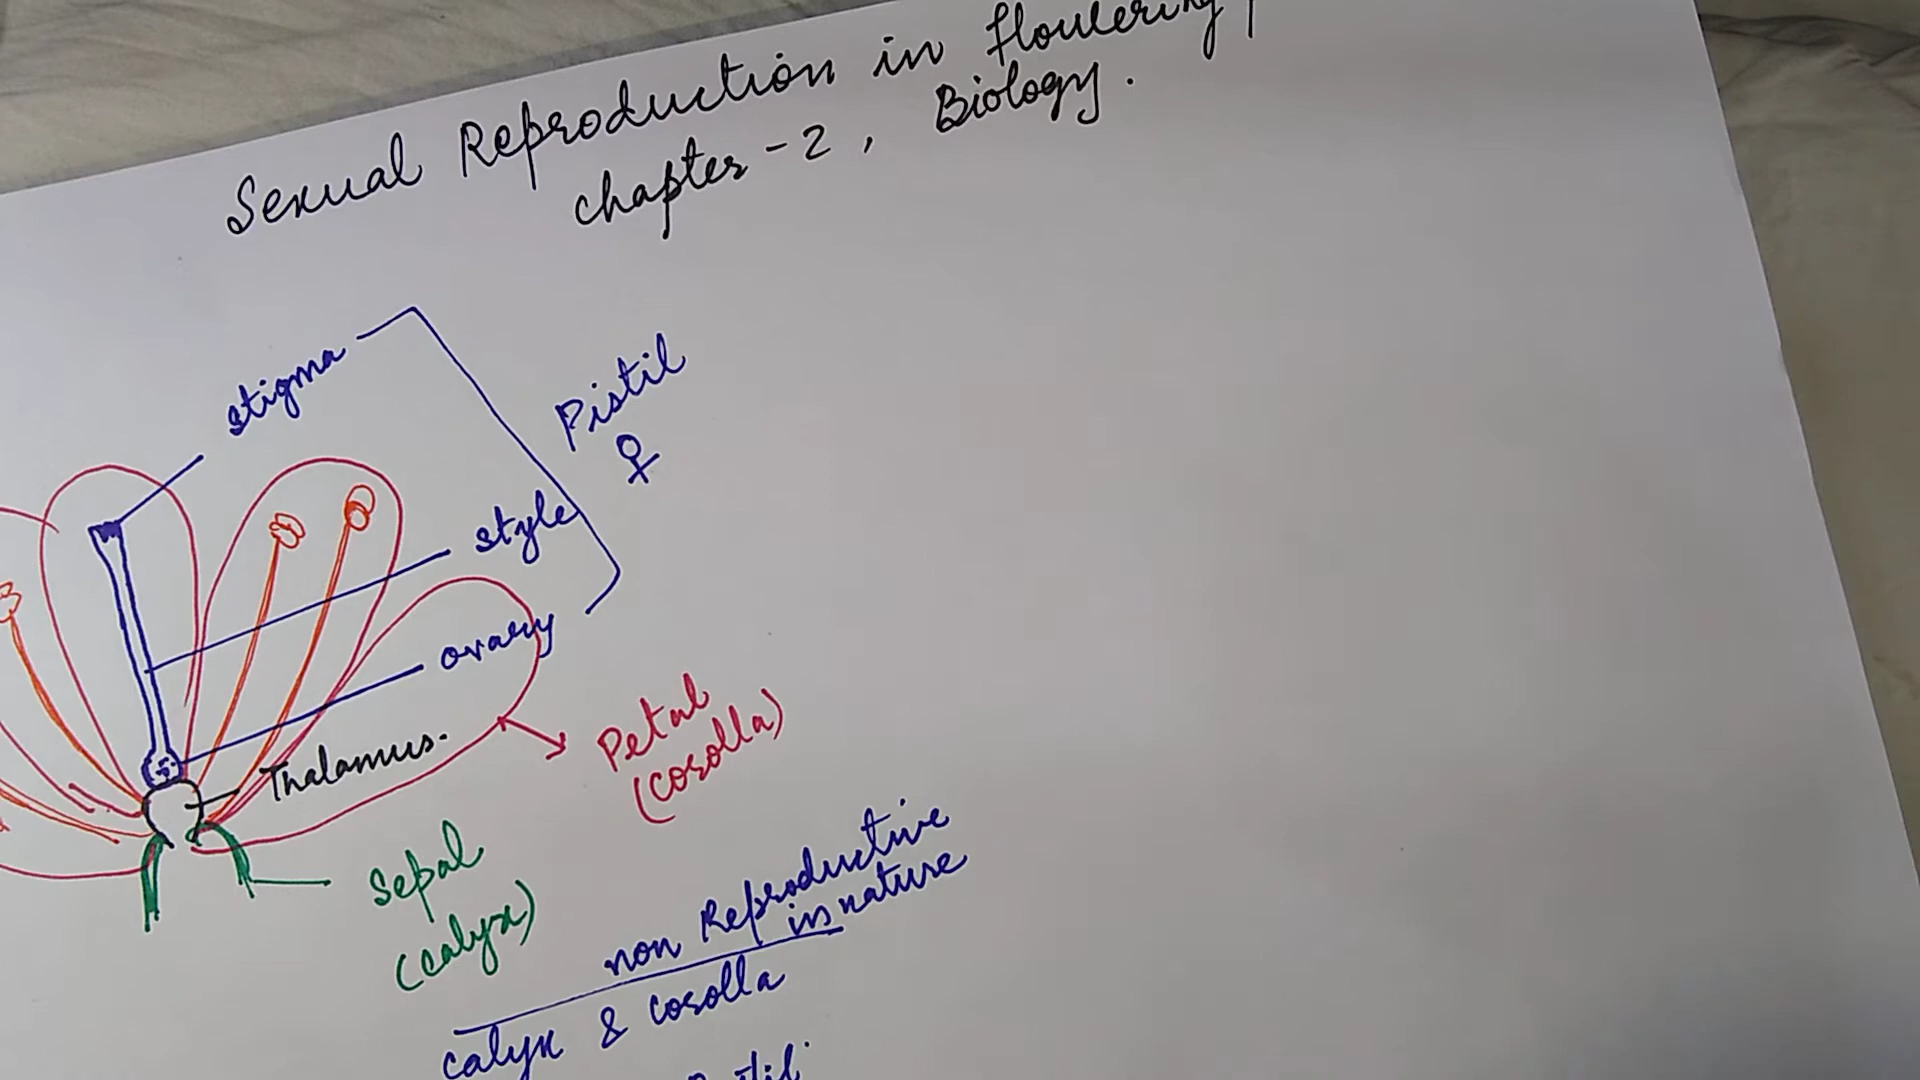 Sexual Reproduction in flowering
chapter - 2 , Biology .
stigma
Pistil
♀
style
ovary
Thalamus.
Petal
(corolla)
Sepal
(calyx)
non Reproductive
in nature
calyx & corolla